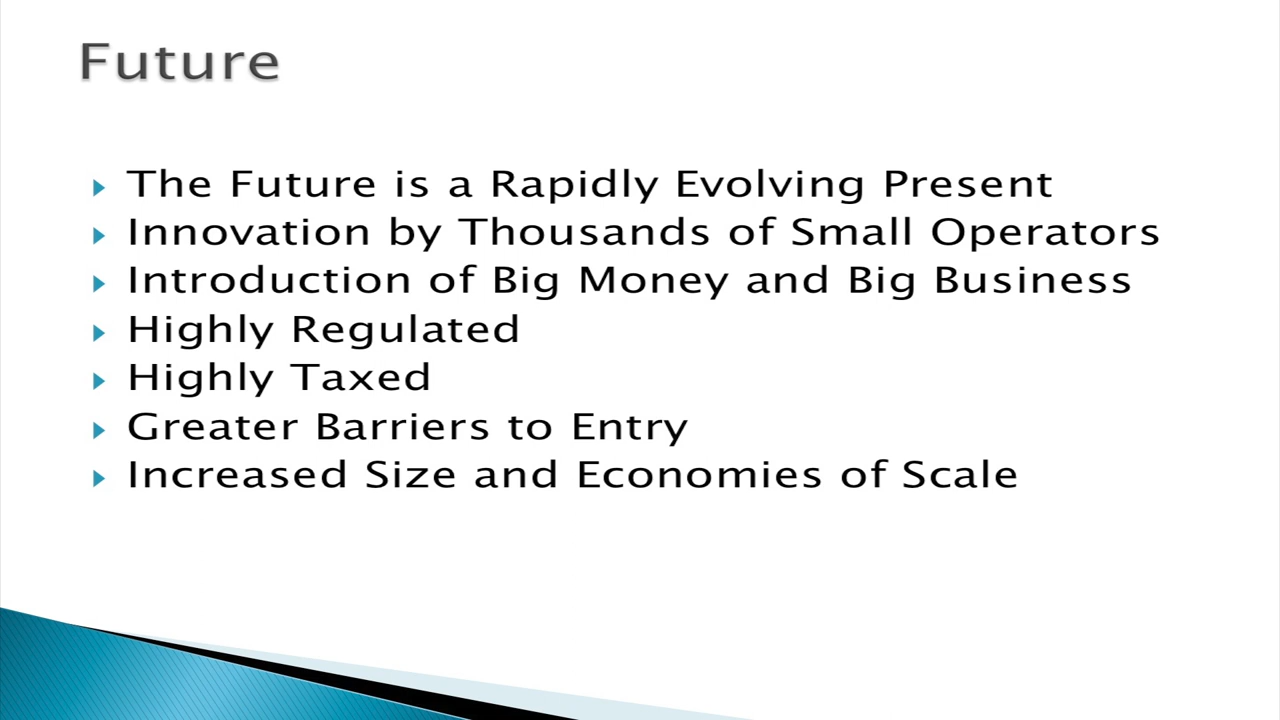 Future
The Future is a Rapidly Evolving Present
Innovation by Thousands of Small Operators
Introduction of Big Money and Big Business
Highly Regulated
Highly Taxed
Greater Barriers to Entry
Increased Size and Economies of Scale